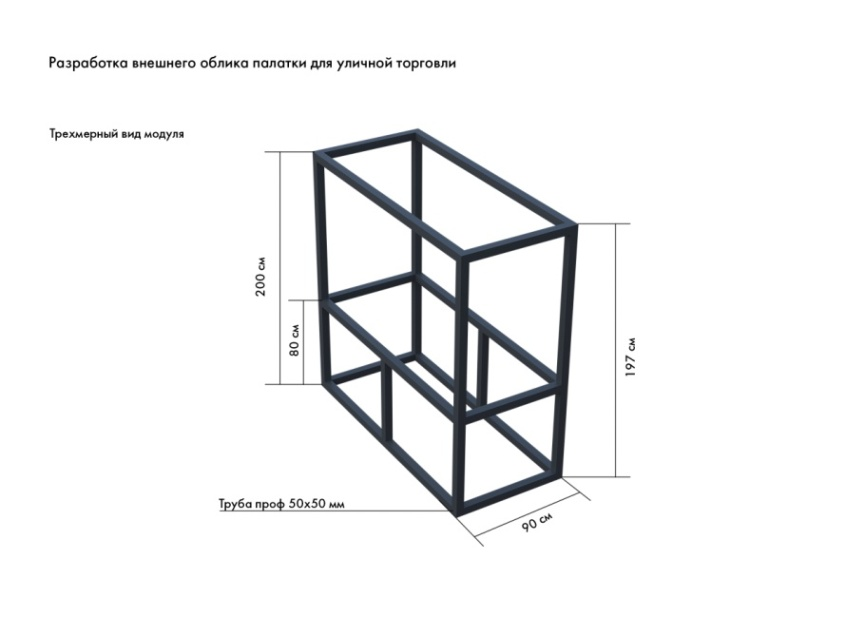 Разработка внешнего облика палатки для уличной торговли
Трехмерный вид модуля
200 см
80 см
197 см
Труба проф 50х50 мм
90 см